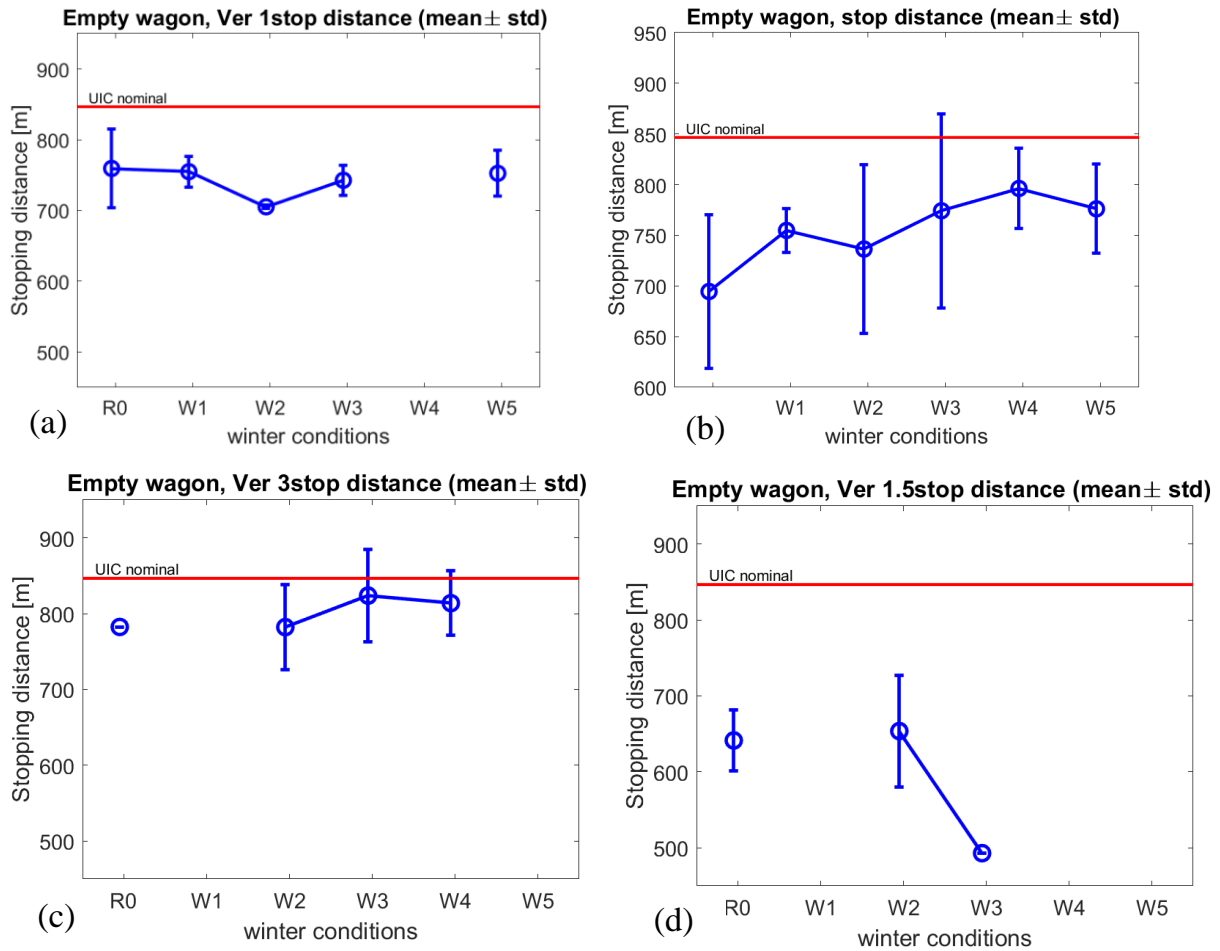 Empty wagon, Ver 1stop distance (mean± std)
900
800
700
600
500
UIC nominal
Stopping distance [m]
R0 W1 W2 W3 W4 W5
winter conditions
(a)
Empty wagon, stop distance (mean± std)
950
900
850
800
750
700
650
600
UIC nominal
Stopping distance [m]
W1 W2 W3 W4 W5
winter conditions
(b)
Empty wagon, Ver 3stop distance (mean± std)
900
800
700
600
500
UIC nominal
Stopping distance [m]
R0 W1 W2 W3 W4 W5
winter conditions
(c)
Empty wagon, Ver 1.5stop distance (mean± std)
900
800
700
600
500
UIC nominal
Stopping distance [m]
R0 W1 W2 W3 W4 W5
winter conditions
(d)